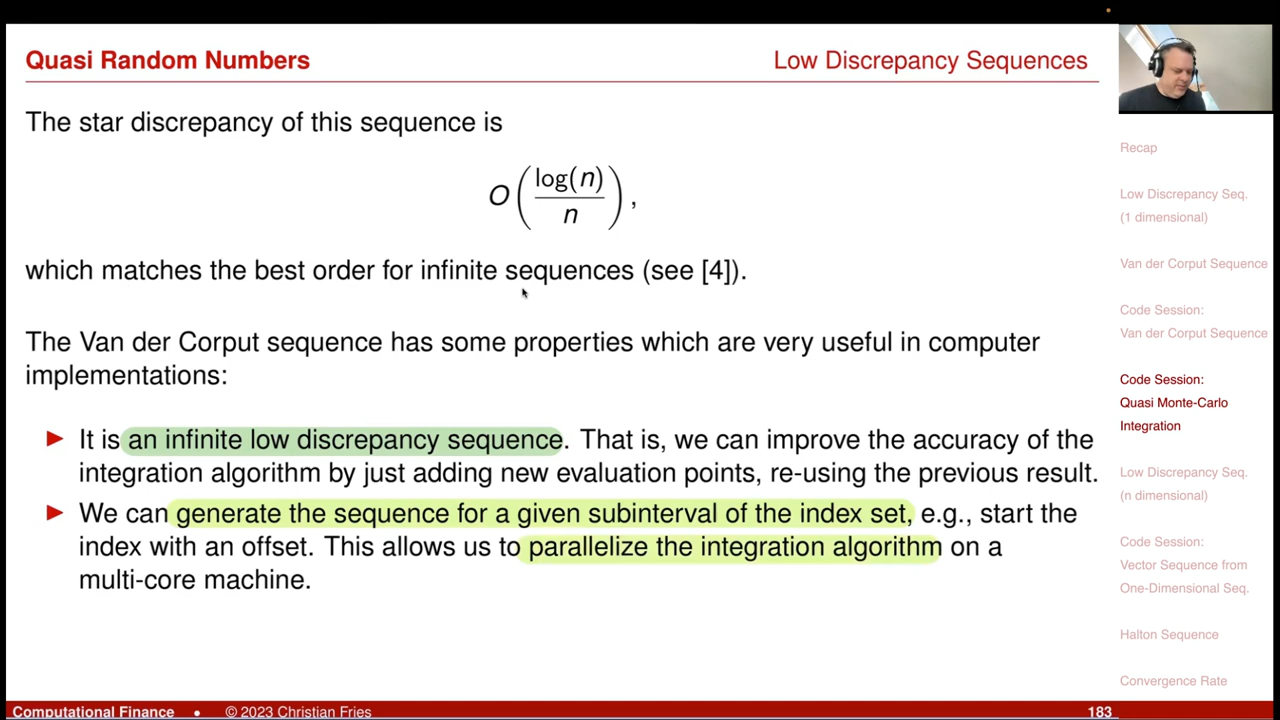 Quasi Random Numbers
Low Discrepancy Sequences
The star discrepancy of this sequence is
O ( log(n) / n ) ,
which matches the best order for infinite sequences (see [4]).
The Van der Corput sequence has some properties which are very useful in computer
implementations:
► It is an infinite low discrepancy sequence. That is, we can improve the accuracy of the
integration algorithm by just adding new evaluation points, re-using the previous result.
► We can generate the sequence for a given subinterval of the index set, e.g., start the
index with an offset. This allows us to parallelize the integration algorithm on a
multi-core machine.
Recap
Low Discrepancy Seq.
(1 dimensional)
Van der Corput Sequence
Code Session:
Van der Corput Sequence
Code Session:
Quasi Monte-Carlo
Integration
Low Discrepancy Seq.
(n dimensional)
Code Session:
Vector Sequence from
One-Dimensional Seq.
Halton Sequence
Convergence Rate
Computational Finance • © 2023 Christian Fries
183